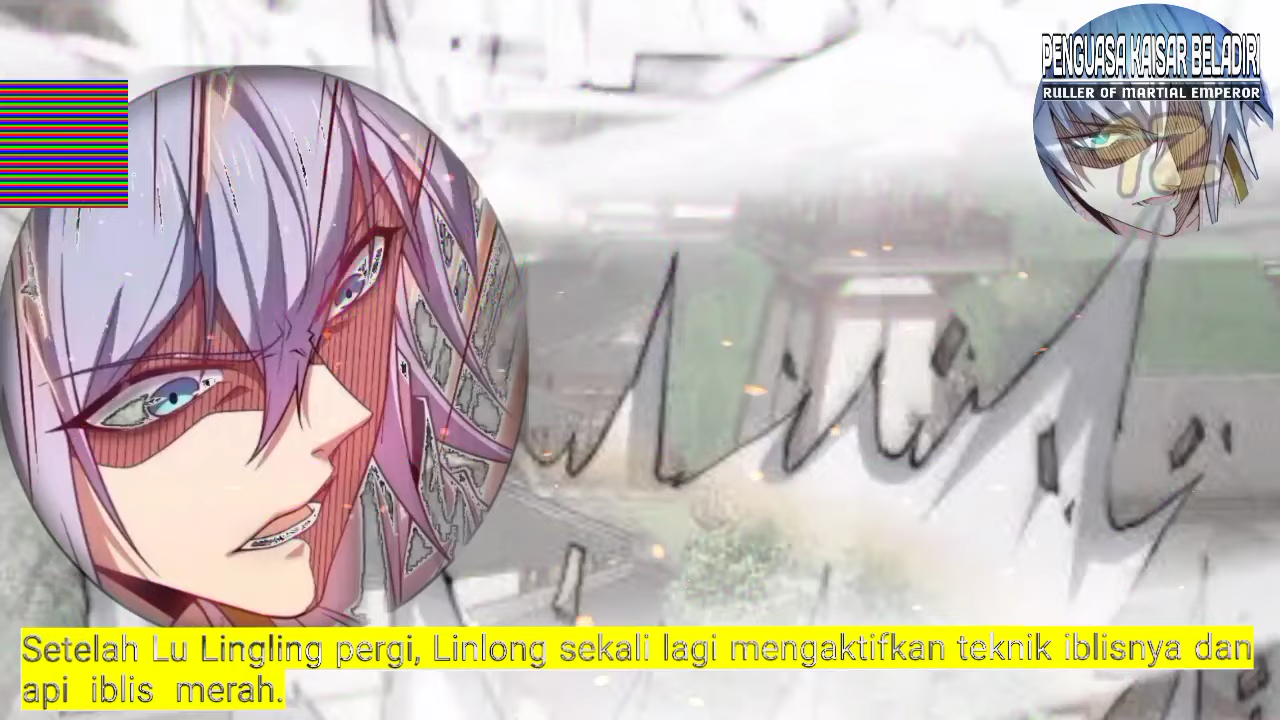 PENGUASA KAISAR BELADIRI
RULLER OF MARTIAL EMPEROR
Setelah Lu Lingling pergi, Linlong sekali lagi mengaktifkan teknik iblisnya dan
api iblis merah.